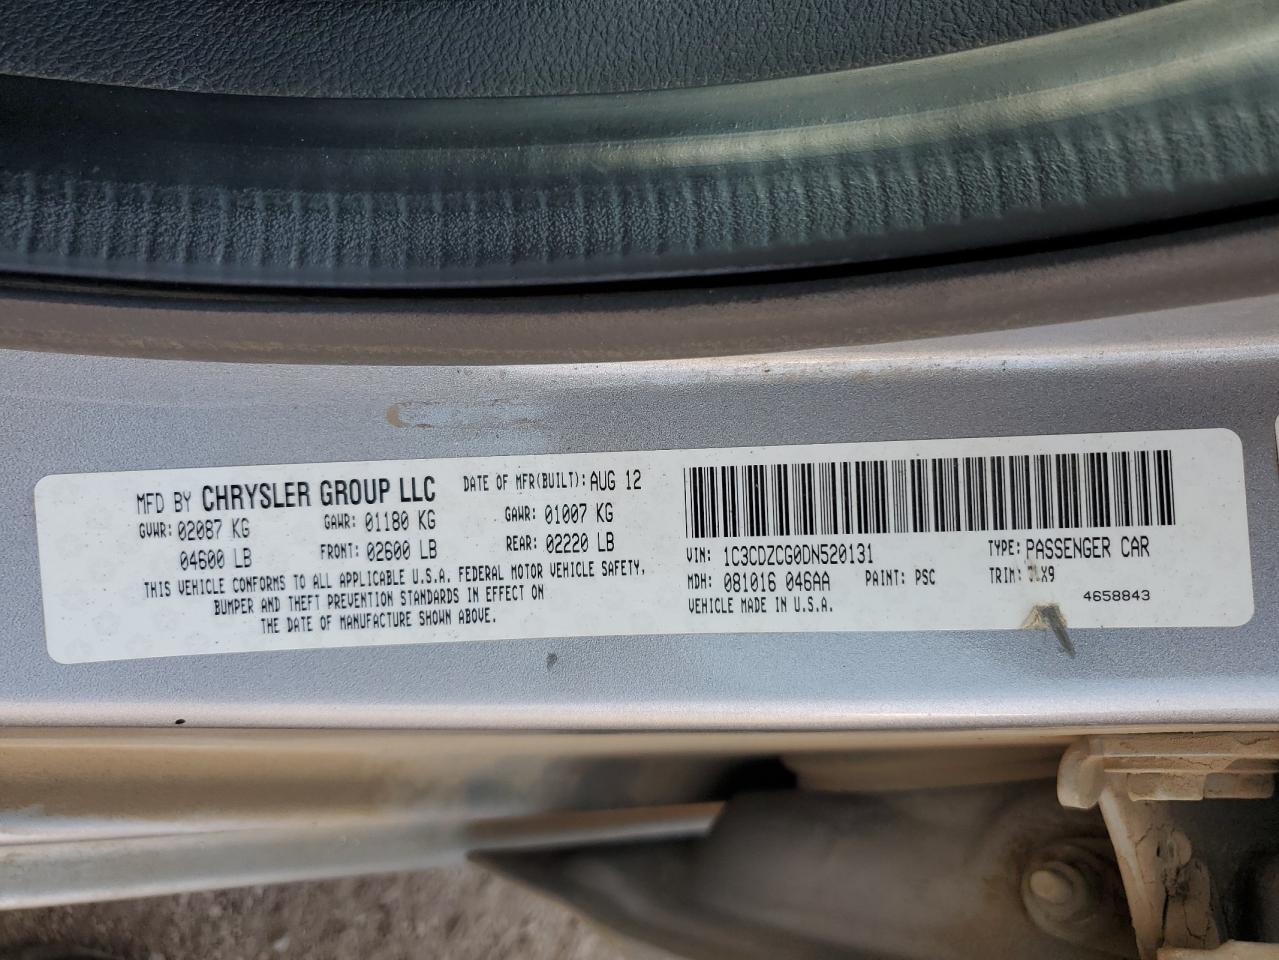 MFD BY CHRYSLER GROUP LLC DATE OF MFR(BUILT): AUG 12
GVWR: 02087 KG GAWR: 01180 KG GAWR: 01007 KG
04600 LB FRONT: 02600 LB REAR: 02220 LB
THIS VEHICLE CONFORMS TO ALL APPLICABLE U.S.A. FEDERAL MOTOR VEHICLE SAFETY,
BUMPER AND THEFT PREVENTION STANDARDS IN EFFECT ON
THE DATE OF MANUFACTURE SHOWN ABOVE.
VIN: 1C3CDZCG0DN520131 TYPE: PASSENGER CAR
MDH: 081016 046AA PAINT: PSC TRIM:
VEHICLE MADE IN U.S.A. 4658843